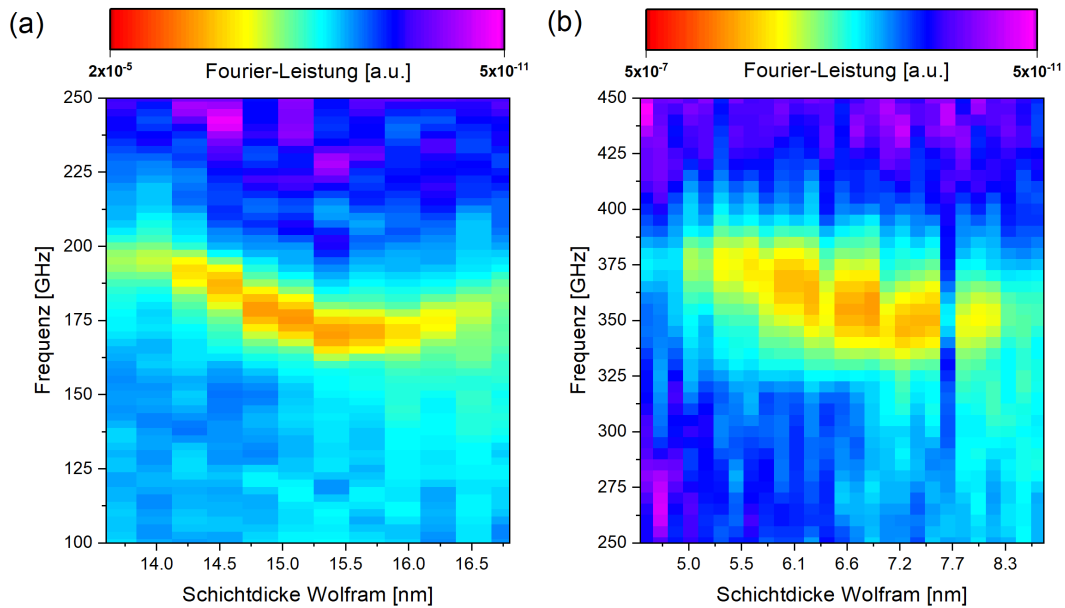 (a)
2x10⁻⁵
Fourier-Leistung [a.u.]
5x10⁻¹¹
250
225
200
175
150
125
100
Frequenz [GHz]
14.0 14.5 15.0 15.5 16.0 16.5
Schichtdicke Wolfram [nm]
(b)
5x10⁻⁷
Fourier-Leistung [a.u.]
5x10⁻¹¹
450
425
400
375
350
325
300
275
250
Frequenz [GHz]
5.0 5.5 6.1 6.6 7.2 7.7 8.3
Schichtdicke Wolfram [nm]